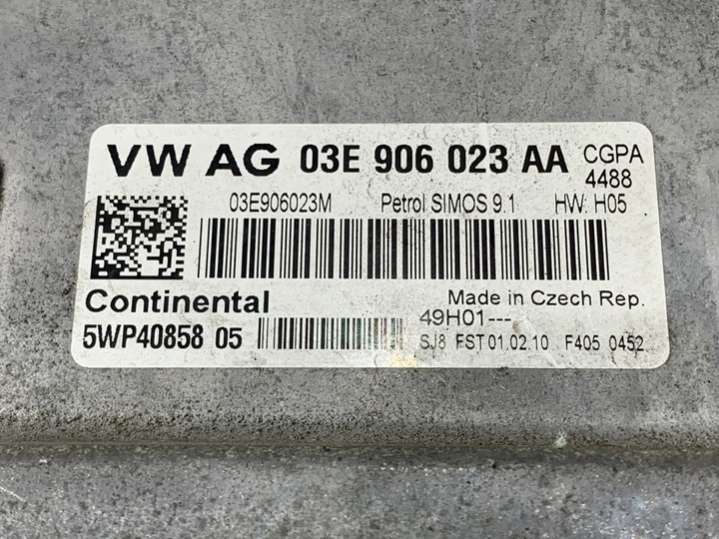 VW AG 03E 906 023 AA CGPA
4488
03E906023M Petrol SIMOS 9.1 HW: H05
Continental Made in Czech Rep.
5WP40858 05 49H01---
SJ8 FST 01.02.10 F405 0452